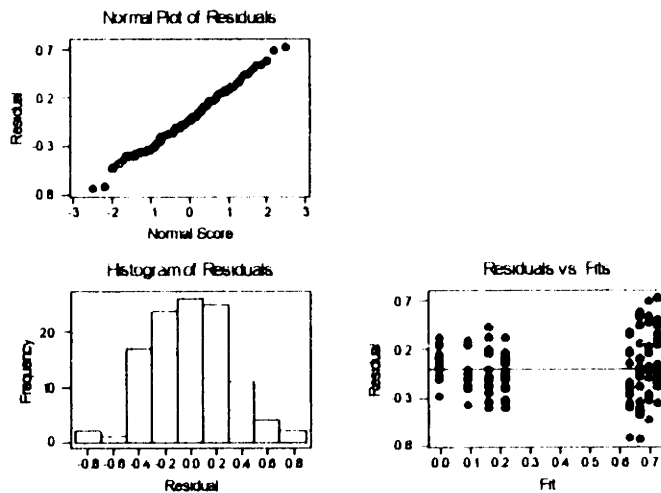 Normal Plot of Residuals
0.7
0.2
-0.3
0.8
Residual
-3 -2 1 0 1 2 3
Normal Score
Histogram of Residuals
20
10
0
Frequency
-0.8 -0.6 -0.4 -0.2 0.0 0.2 0.4 0.6 0.8
Residual
Residuals vs Fits
0.7
0.2
-0.3
0.8
Residual
0.0 0.1 0.2 0.3 0.4 0.5 0.6 0.7
Fit